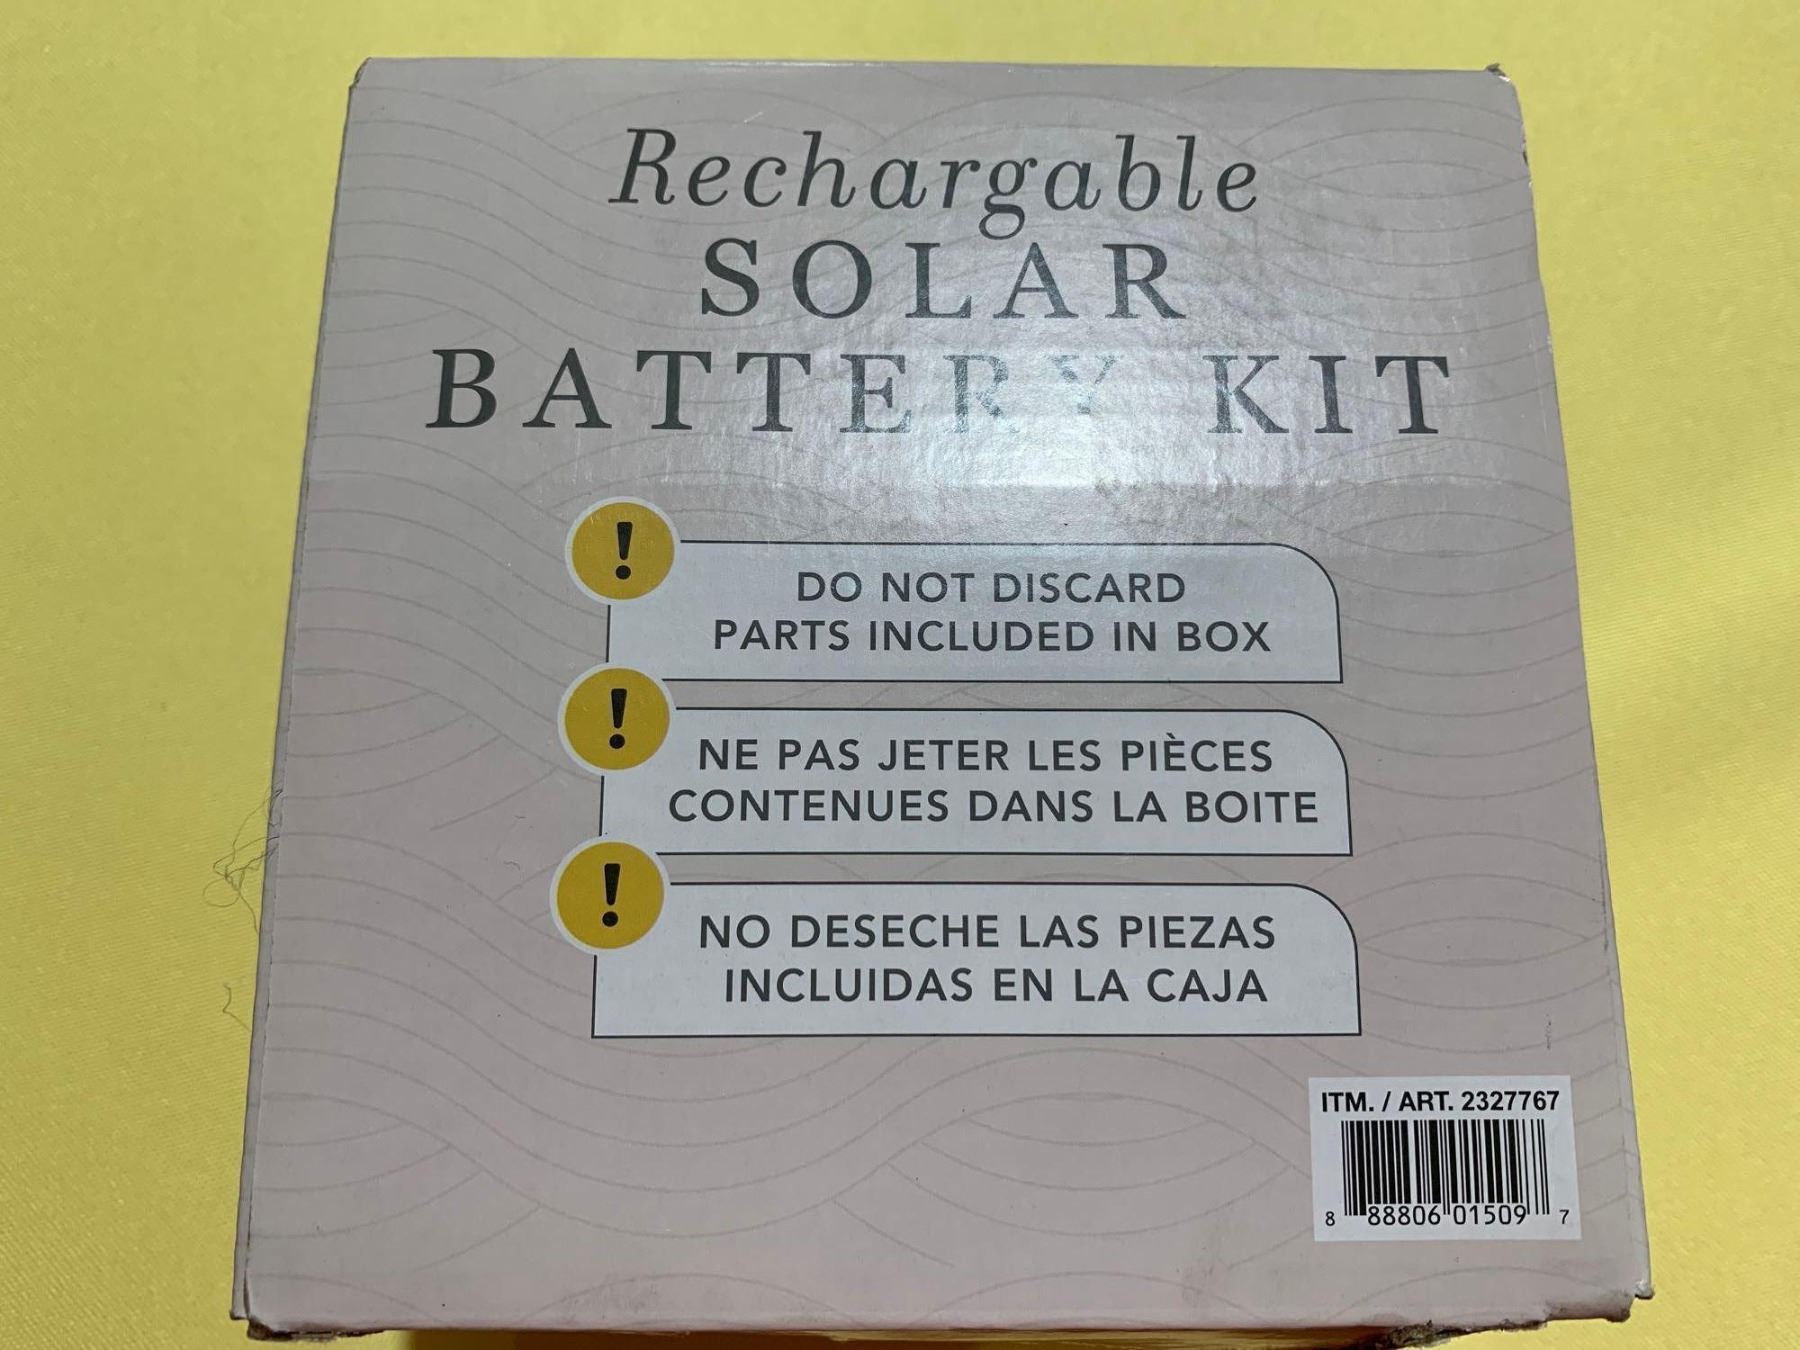 Rechargable
SOLAR
BATTERY KIT
!
DO NOT DISCARD
PARTS INCLUDED IN BOX
!
NE PAS JETER LES PIÈCES
CONTENUES DANS LA BOITE
!
NO DESECHE LAS PIEZAS
INCLUIDAS EN LA CAJA
ITM. / ART. 2327767
8 88806 01509 7